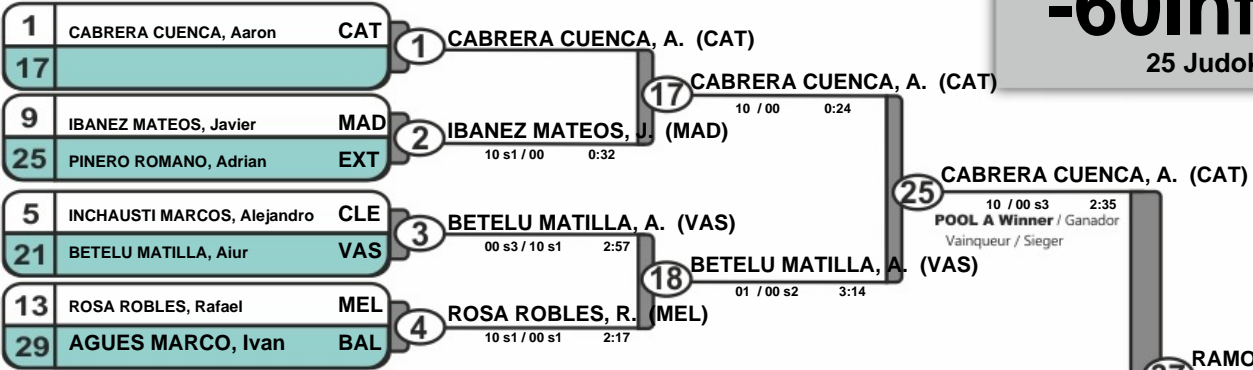 -60Inf
25 Judok
1 CABRERA CUENCA, Aaron CAT
17
9 IBANEZ MATEOS, Javier MAD
25 PINERO ROMANO, Adrian EXT
5 INCHAUSTI MARCOS, Alejandro CLE
21 BETELU MATILLA, Aiur VAS
13 ROSA ROBLES, Rafael MEL
29 AGUES MARCO, Ivan BAL
1 CABRERA CUENCA, A. (CAT)
2 IBANEZ MATEOS, J. (MAD)
10 s1 / 00 0:32
3 BETELU MATILLA, A. (VAS)
00 s3 / 10 s1 2:57
4 ROSA ROBLES, R. (MEL)
10 s1 / 00 s1 2:17
17 CABRERA CUENCA, A. (CAT)
10 / 00 0:24
18 BETELU MATILLA, A. (VAS)
01 / 00 s2 3:14
25 CABRERA CUENCA, A. (CAT)
10 / 00 s3 2:35
POOL A Winner / Ganador
Vainqueur / Sieger
RAMO